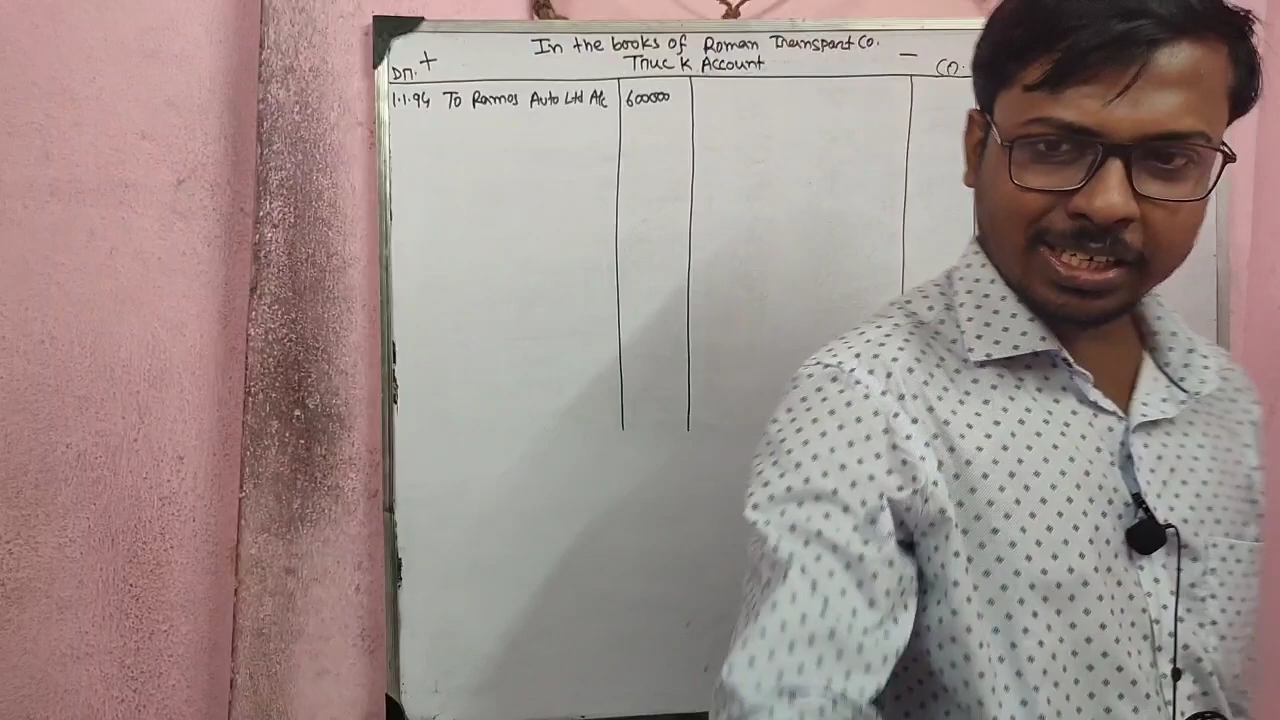 In the books of Roman Transport Co.
Dr. + Truck Account - Cr.
1.1.94 To Ramos Auto Ltd A/c 600000